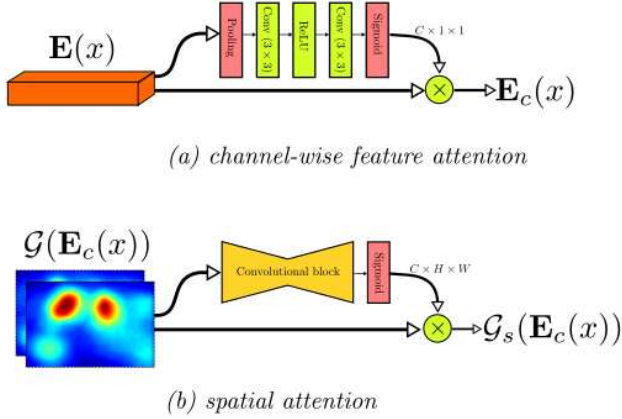 E(x)
Pooling
Conv (3 × 3)
ReLU
Conv (3 × 3)
Sigmoid
C × 1 × 1
×
E_c(x)
(a) channel-wise feature attention
𝒢(E_c(x))
Convolutional block
Sigmoid
C × H × W
×
𝒢_s(E_c(x))
(b) spatial attention